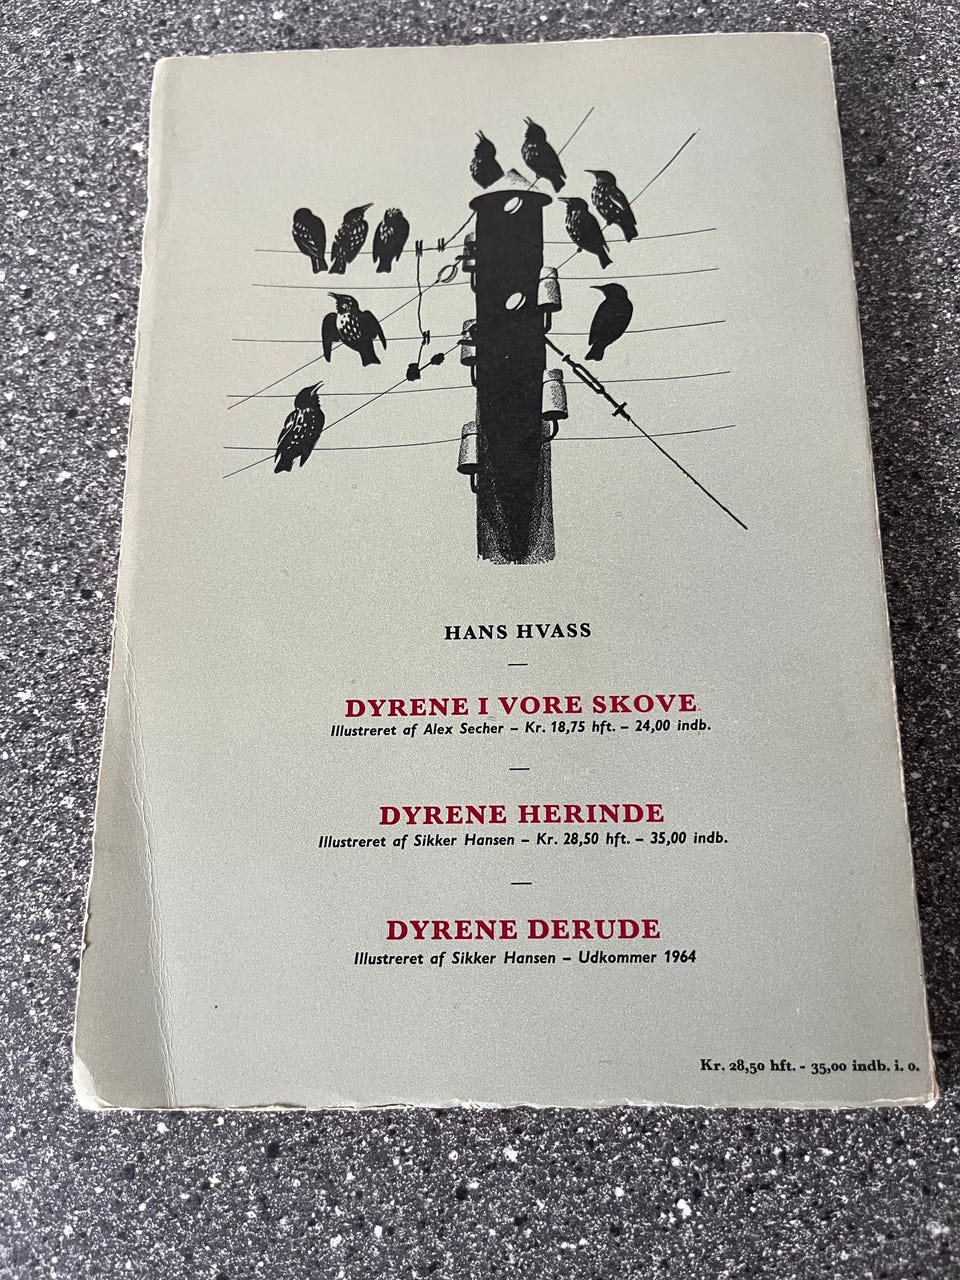 HANS HVASS
—
DYRENE I VORE SKOVE
Illustreret af Alex Secher – Kr. 18,75 hft. – 24,00 indb.
—
DYRENE HERINDE
Illustreret af Sikker Hansen – Kr. 28,50 hft. – 35,00 indb.
—
DYRENE DERUDE
Illustreret af Sikker Hansen – Udkommer 1964
Kr. 28,50 hft. - 35,00 indb. i. o.